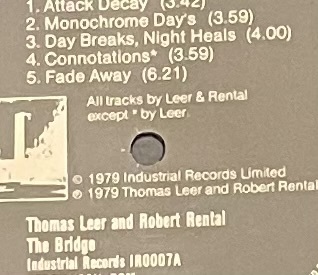 1. Attack Decay (3.42)
2. Monochrome Day's (3.59)
3. Day Breaks, Night Heals (4.00)
4. Connotations* (3.59)
5. Fade Away (6.21)
All tracks by Leer & Rental
except * by Leer.
© 1979 Industrial Records Limited
℗ 1979 Thomas Leer and Robert Rental
Thomas Leer and Robert Rental
The Bridge
Industrial Records IR0007A